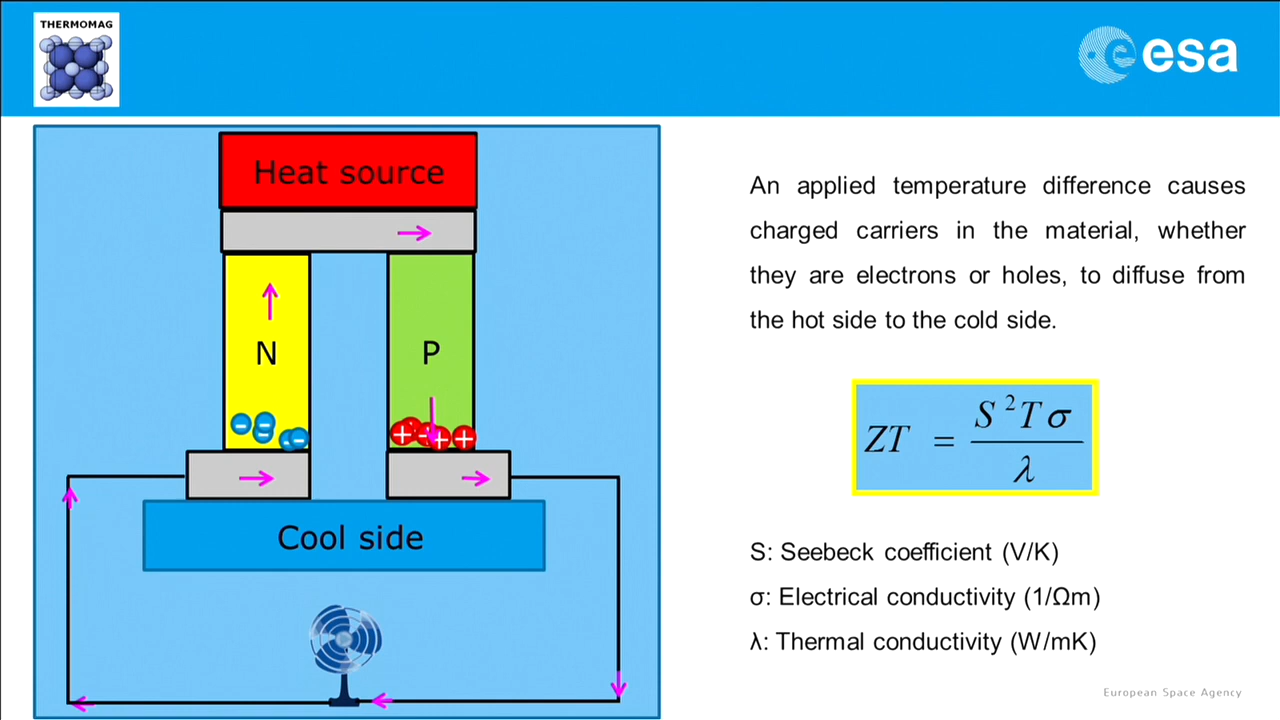 THERMOMAG
esa
Heat source
N
P
Cool side
An applied temperature difference causes
charged carriers in the material, whether
they are electrons or holes, to diffuse from
the hot side to the cold side.
ZT = S²Tσ / λ
S: Seebeck coefficient (V/K)
σ: Electrical conductivity (1/Ωm)
λ: Thermal conductivity (W/mK)
European Space Agency